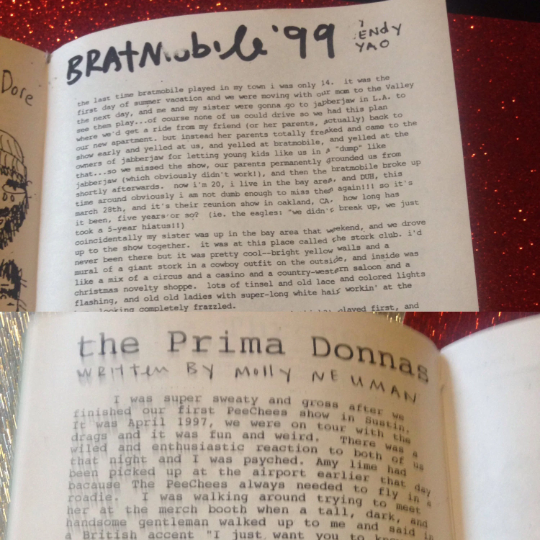 Dore
BRAtMobile '99
WENDY
YAO
the last time bratmobile played in my town i was only 14. it was the
first day of summer vacation and we were moving with our mom to the Valley
the next day, and me and my sister were gonna go to jabberjaw in L.A. to
see them play...of course none of us could drive so we had this plan
where we'd get a ride from my friend (or her parents, actually) back to
our new apartment. but instead her parents totally freaked and came to the
show early and yelled at us, and yelled at bratmobile, and yelled at the
owners of jabberjaw for letting young kids like us in a "dump" like
that...so we missed the show, our parents permanently grounded us from
jabberjaw (which obviously didn't work!), and then the bratmobile broke up
shortly afterwards. now i'm 20, i live in the bay area, and DUH, this
time around obviously i am not dumb enough to miss them again!!! so it's
march 28th, and it's their reunion show in oakland, CA. how long has
it been, five years or so? (ie. the eagles: "we didn't break up, we just
took a 5-year hiatus!!)
coincidentally my sister was up in the bay area that weekend, and we drove
up to the show together. it was at this place called the stork club. i'd
never been there but it was pretty cool--bright yellow walls and a
mural of a giant stork in a cowboy outfit on the outside, and inside was
like a mix of a circus and a casino and a country-western saloon and a
christmas novelty shoppe. lots of tinsel and old lace and colored lights
flashing, and old old ladies with super-long white hair workin' at the
looking completely frazzled.
played first, and
the Prima Donnas
WRittEN BY Molly NEUMAN
I was super sweaty and gross after we
finished our first PeeChees show in Austin.
It was April 1997, we were on tour with the
drags and it was fun and weird. There was a
wiled and enthusiastic reaction to both of us
that night and I was psyched. Amy lime had
been picked up at the airport earlier that day
bacause The PeeChees always needed to fly in a
roadie. I was walking around trying to meet
her at the merch booth when a tall, dark, and
handsome gentleman walked up to me and said in
a British accent "I just want you to